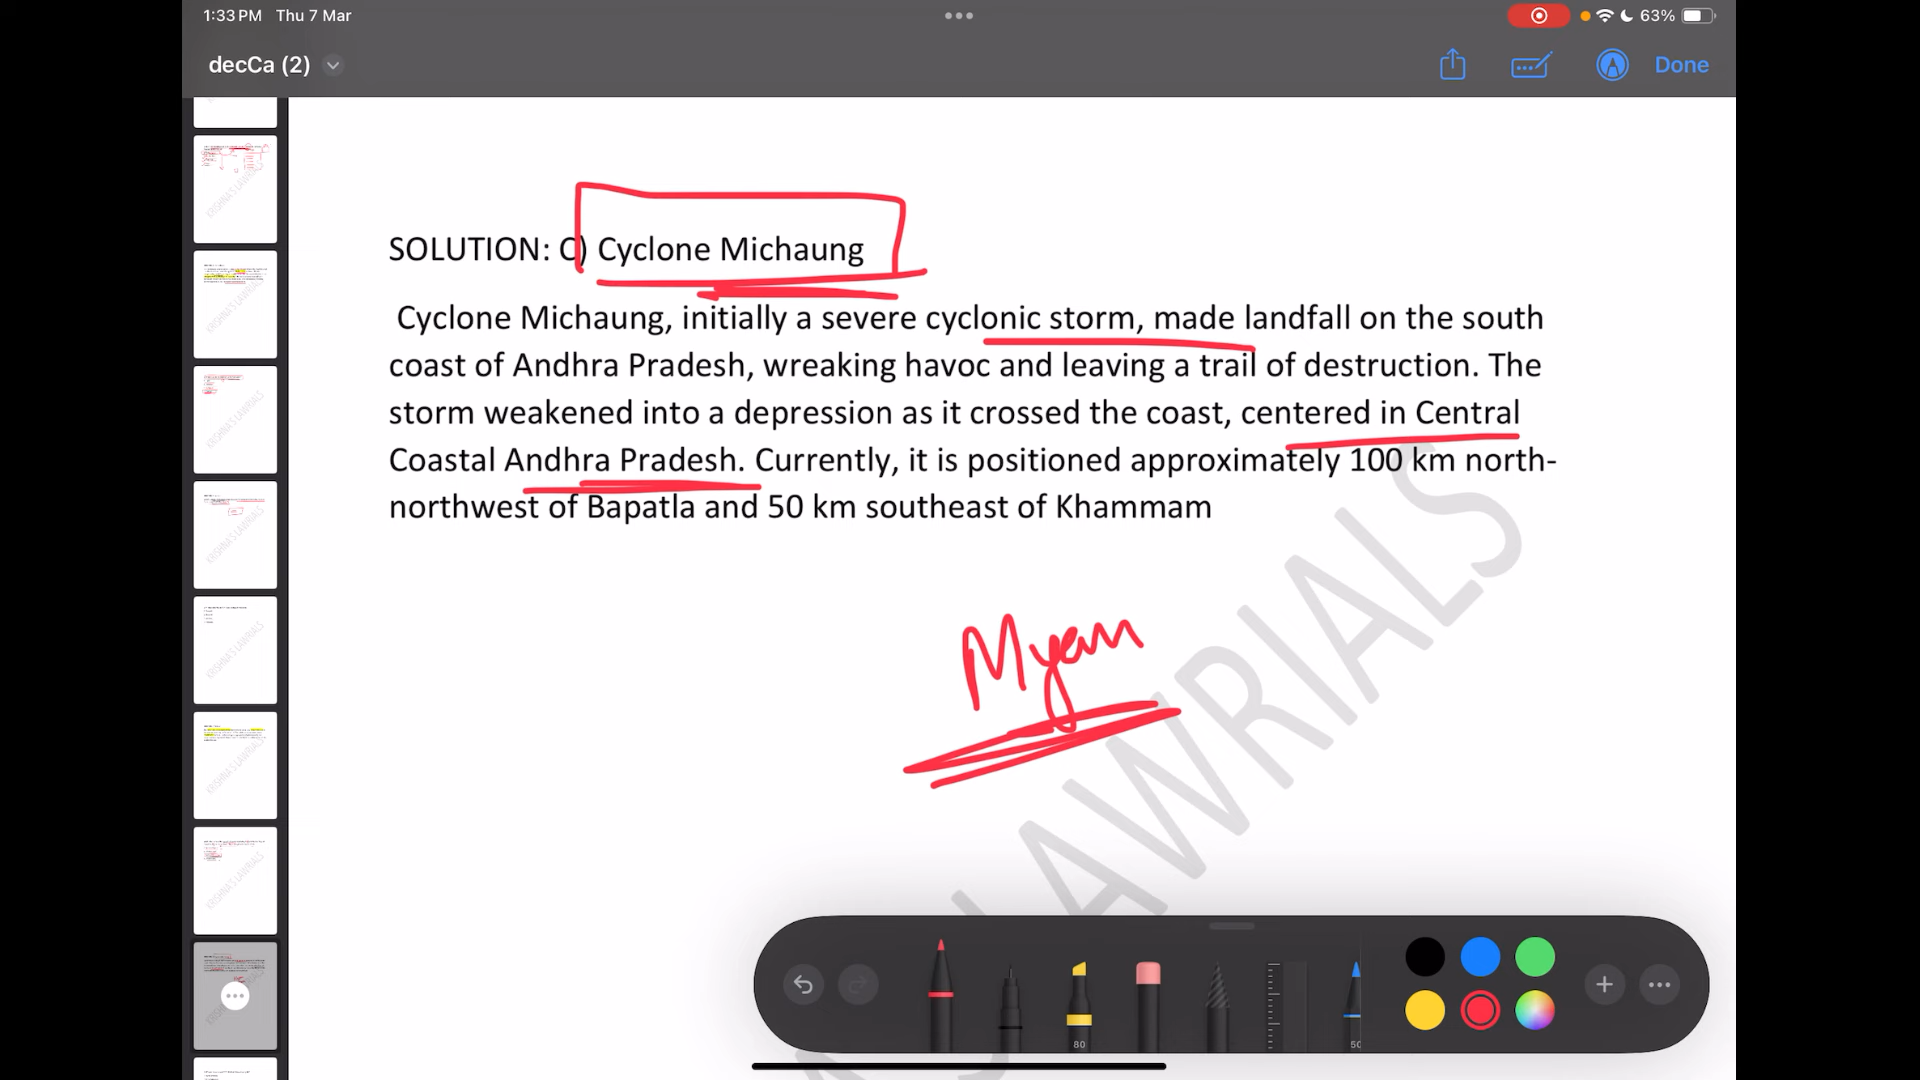 1:33 PM Thu 7 Mar
63%
decCa (2)
Done
SOLUTION: C) Cyclone Michaung
Cyclone Michaung, initially a severe cyclonic storm, made landfall on the south
coast of Andhra Pradesh, wreaking havoc and leaving a trail of destruction. The
storm weakened into a depression as it crossed the coast, centered in Central
Coastal Andhra Pradesh. Currently, it is positioned approximately 100 km north-
northwest of Bapatla and 50 km southeast of Khammam
Myan
LAWRIALS
80
50